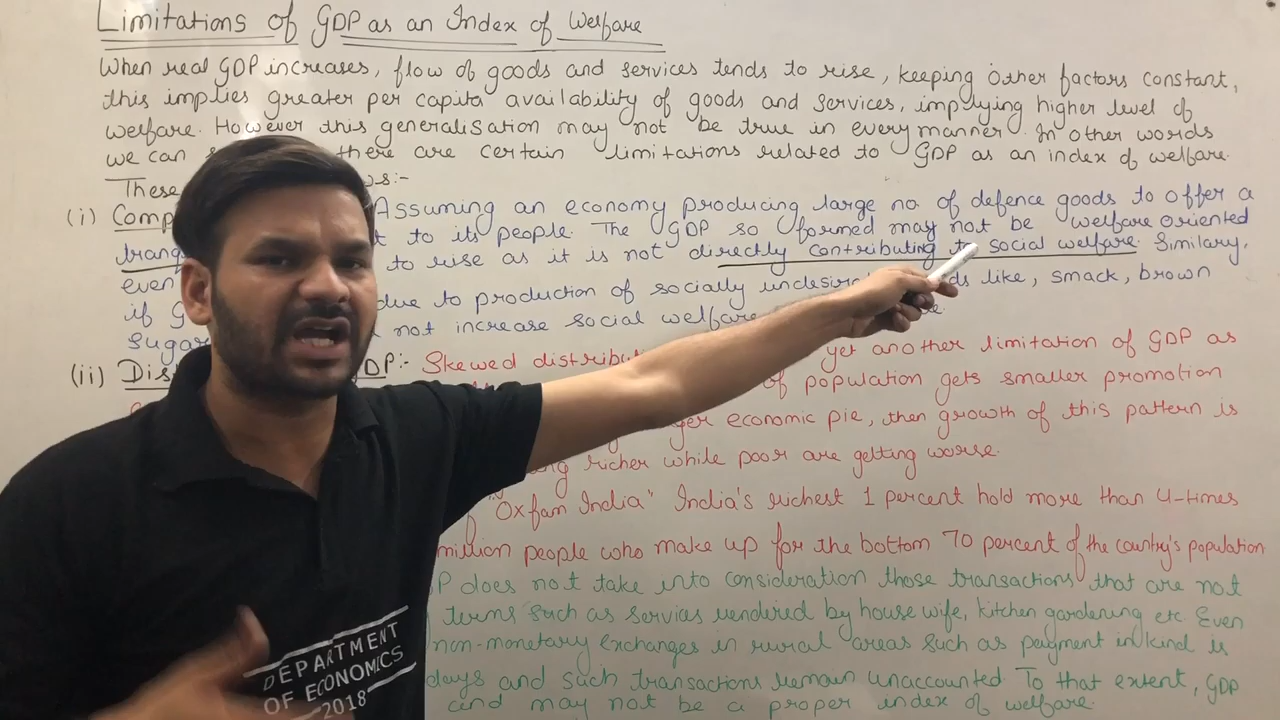 Limitations of GDP as an Index of Welfare
When real GDP increases, flow of goods and services tends to rise, keeping other factors constant,
this implies greater per capita availability of goods and services, implying higher level of
welfare. However this generalisation may not be true in every manner. In other words
we can there are certain limitations related to GDP as an index of welfare.
These :-
(i) Assuming an economy producing large no of defence goods to offer a
to its people. The GDP so formed may not be welfare oriented
even to rise as it is not directly contributing to social welfare. Similary,
if due to production of socially like, smack, brown
Sugar not increase social welfare
(ii) :- Skewed yet another limitation of GDP as
of population gets smaller promotion
economic pie, then growth of this pattern is
richer while poor are getting worse.
"Oxfam India" India's richest 1 percent hold more than 4-times
million people who make up for the bottom 70 percent of the country's population
does not take into consideration those transactions that are not
terms such as servias rendered by house wife, kitchen gardening etc. Even
non-monetary exchanges in rural areas such as payment in kind is
days and such transactions remain unaccounted. To that extent, GDP
and may not be a proper index of welfare.
DEPARTMENT
OF ECONOMICS
2018